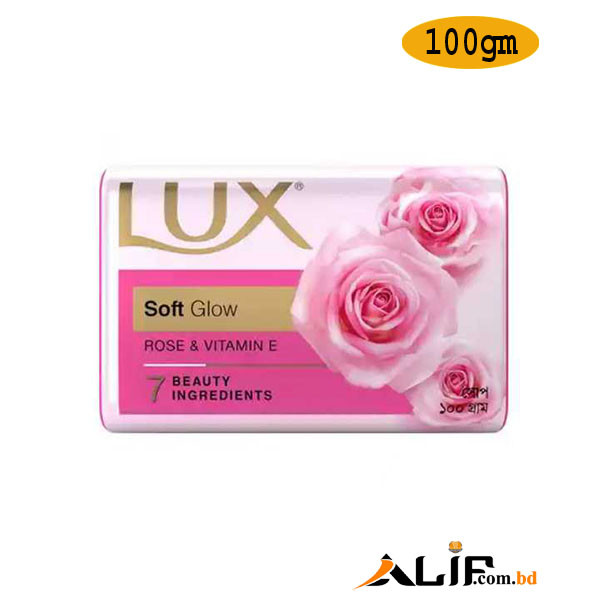 100gm
LUX®
Soft Glow
ROSE & VITAMIN E
7 BEAUTY
INGREDIENTS
সোপ
১০০ গ্রাম
ALIF.com.bd